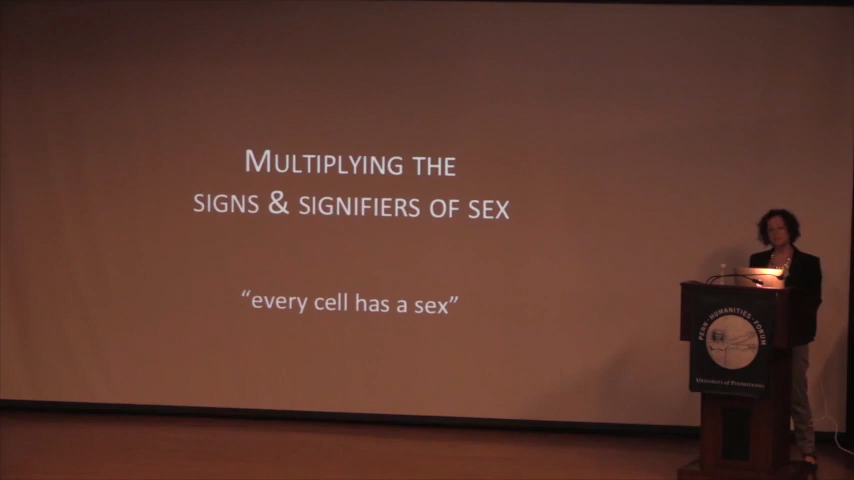 MULTIPLYING THE
SIGNS & SIGNIFIERS OF SEX
“every cell has a sex”
PENN · HUMANITIES · FORUM
UNIVERSITY of PENNSYLVANIA